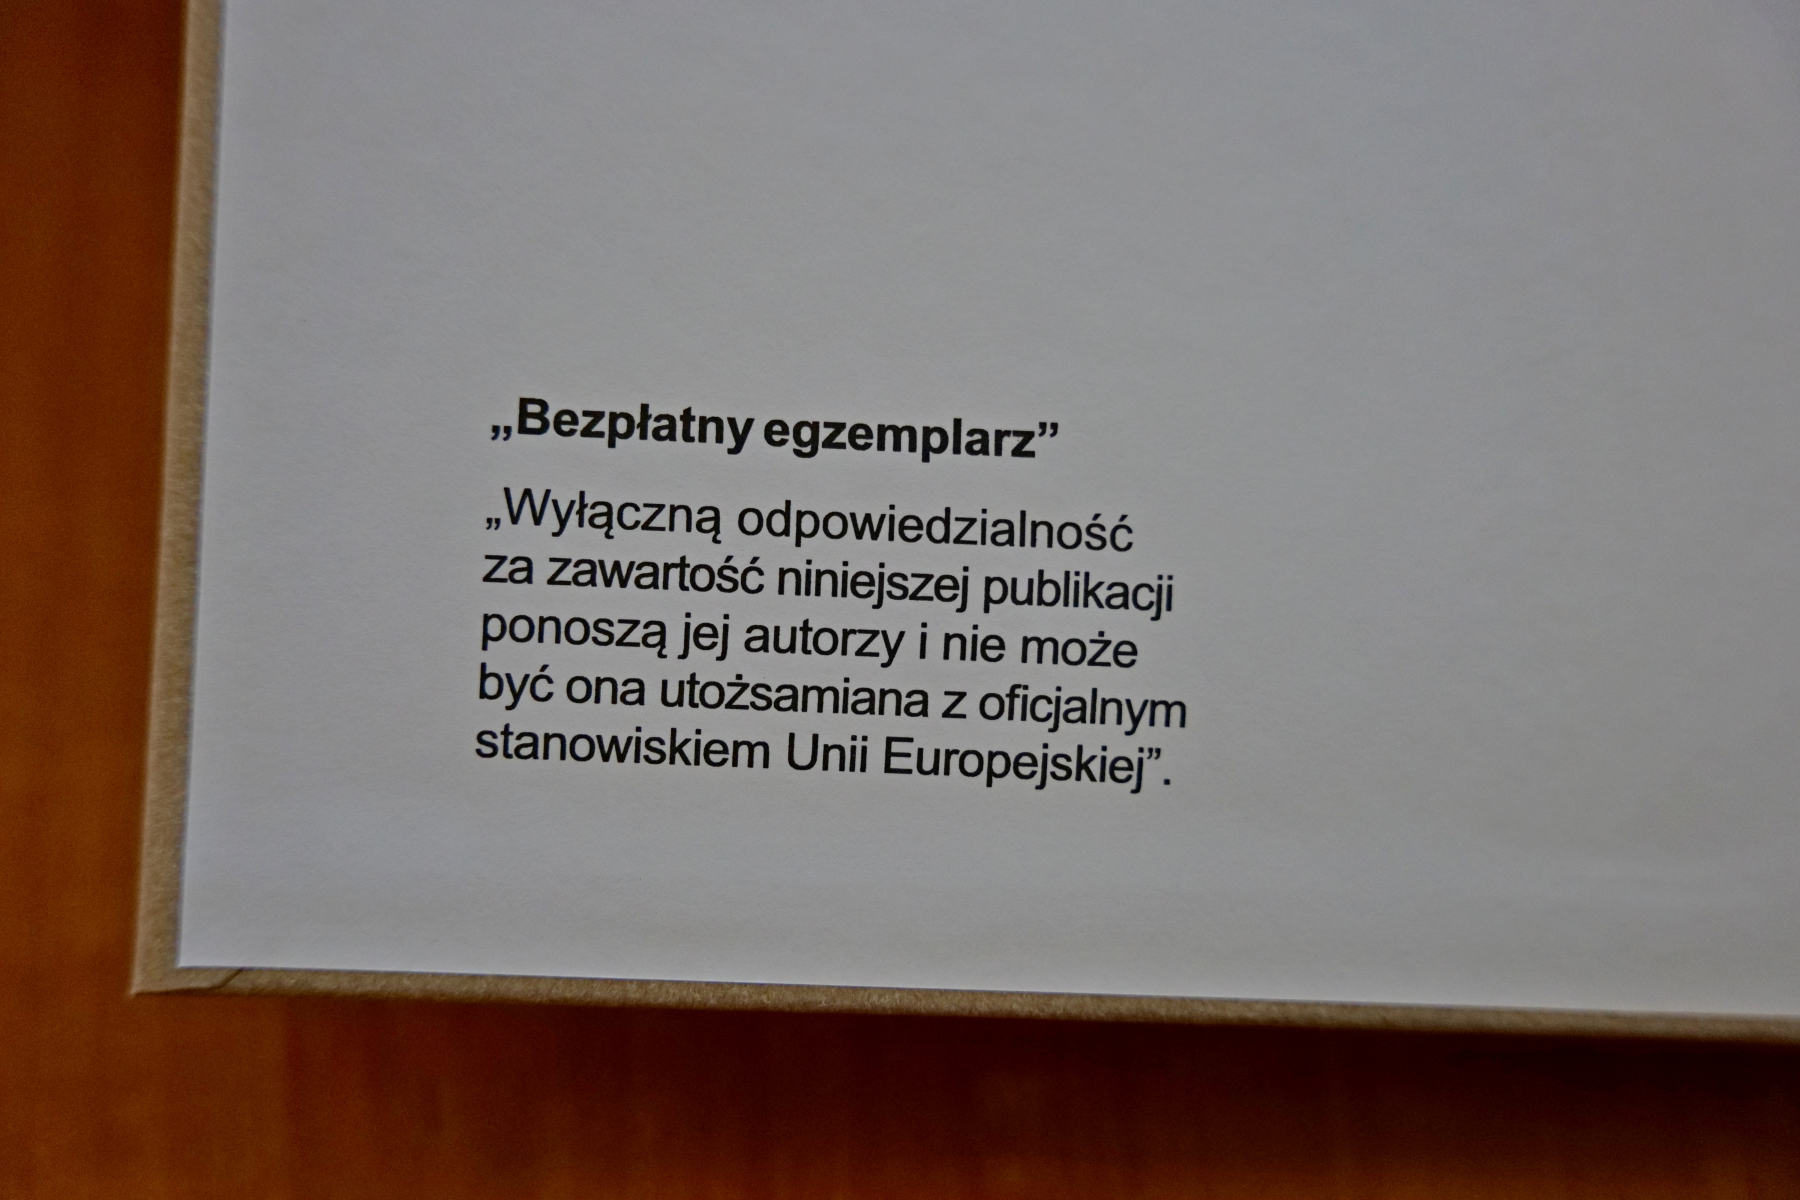 „Bezpłatny egzemplarz”
„Wyłączną odpowiedzialność
za zawartość niniejszej publikacji
ponoszą jej autorzy i nie może
być ona utożsamiana z oficjalnym
stanowiskiem Unii Europejskiej”.